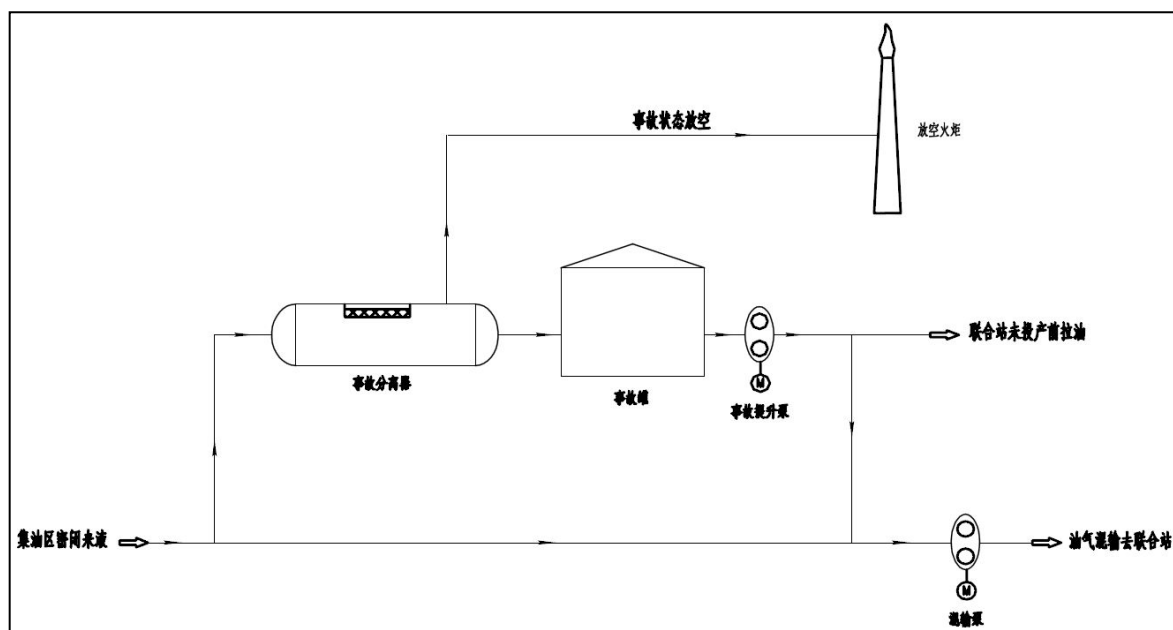 事故状态放空
放空火炬
事故分离器
事故罐
M
事故提升泵
联合站未投产前拉油
集油区密闭来液
油气混输去联合站
M
混输泵